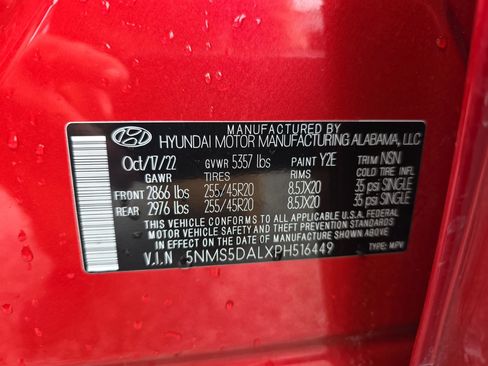 MANUFACTURED BY
HYUNDAI MOTOR MANUFACTURING ALABAMA, LLC
Oct/17/22 GVWR 5357 lbs PAINT Y2E TRIM NSN
GAWR TIRES RIMS COLD TIRE INFL
FRONT 2866 lbs 255/45R20 8.5JX20 35 psi SINGLE
REAR 2976 lbs 255/45R20 8.5JX20 35 psi SINGLE
THIS VEHICLE CONFORMS TO ALL APPLICABLE U.S.A. FEDERAL
MOTOR VEHICLE SAFETY AND THEFT PREVENTION STANDARDS
IN EFFECT ON THE DATE OF MANUFACTURE SHOWN ABOVE
V.I.N 5NMS5DALXPH516449 TYPE: MPV